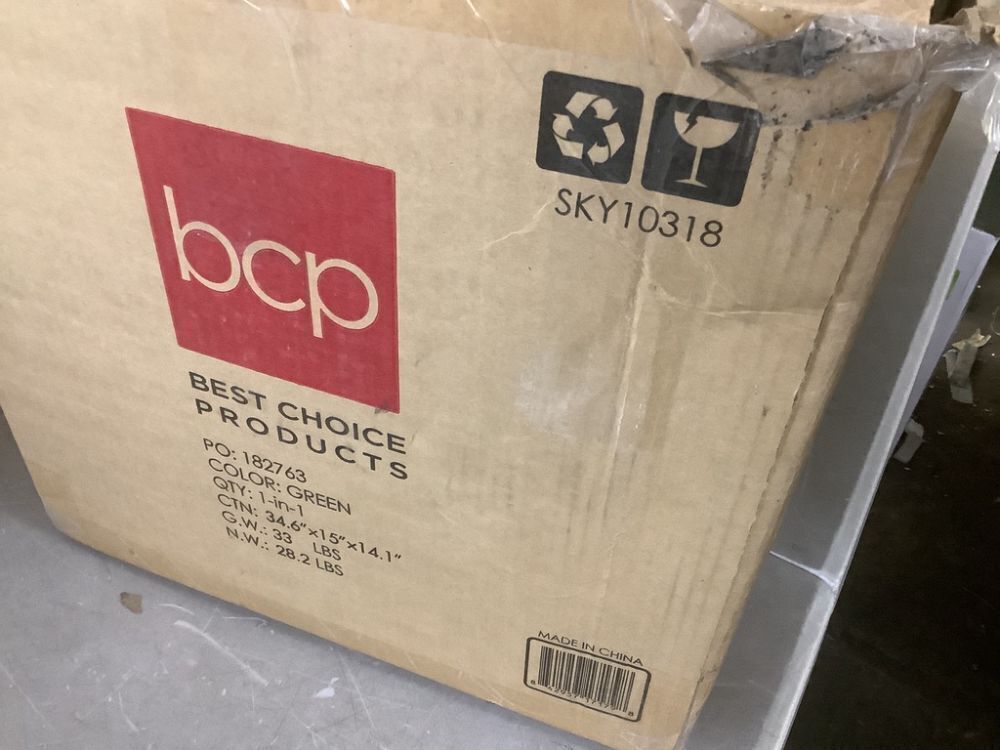 bcp
BEST CHOICE
PRODUCTS
PO: 182763
COLOR: GREEN
QTY: 1-in-1
CTN: 34.6"×15"×14.1"
G.W.: 33 LBS
N.W.: 28.2 LBS
SKY10318
MADE IN CHINA